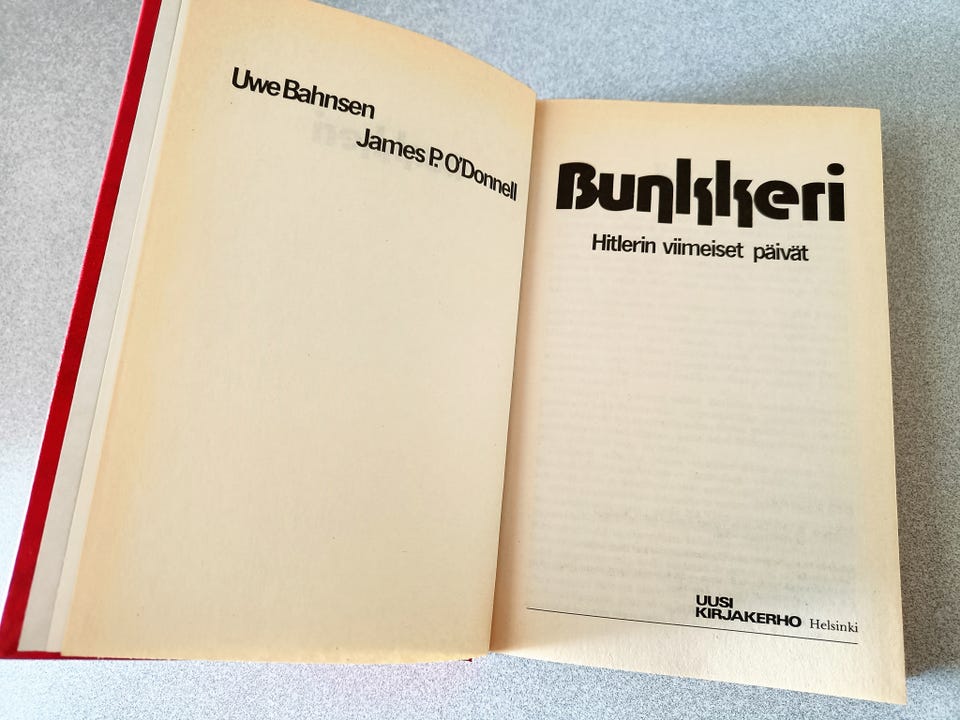 Uwe Bahnsen
James P. O'Donnell
Bunkkeri
Hitlerin viimeiset päivät
UUSI
KIRJAKERHO Helsinki